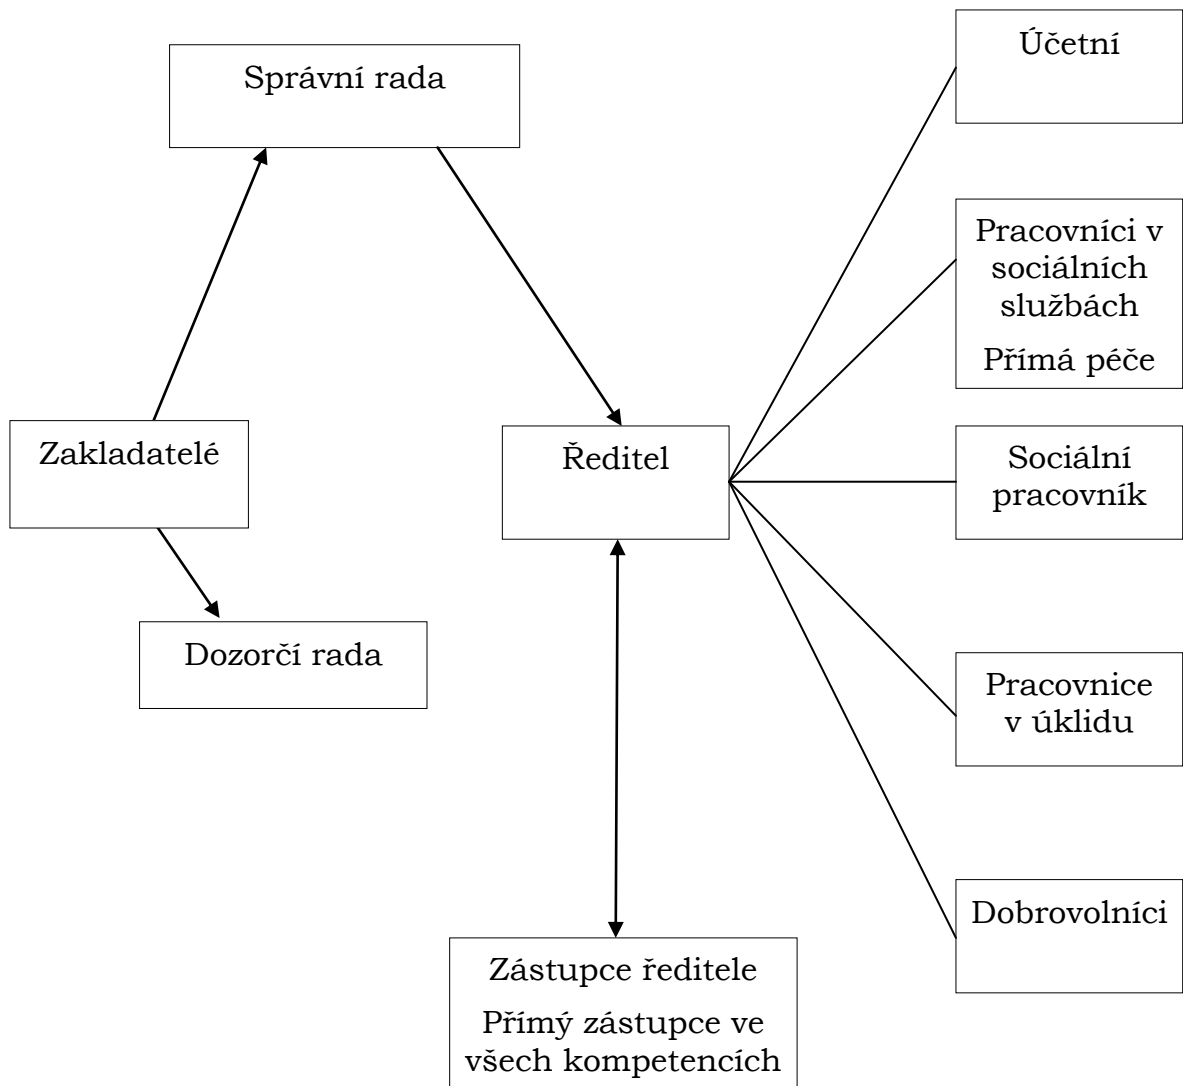 Správní rada
Účetní
Pracovníci v
sociálních
službách
Přímá péče
Zakladatelé
Ředitel
Sociální
pracovník
Dozorčí rada
Pracovnice
v úklidu
Dobrovolníci
Zástupce ředitele
Přímý zástupce ve
všech kompetencích